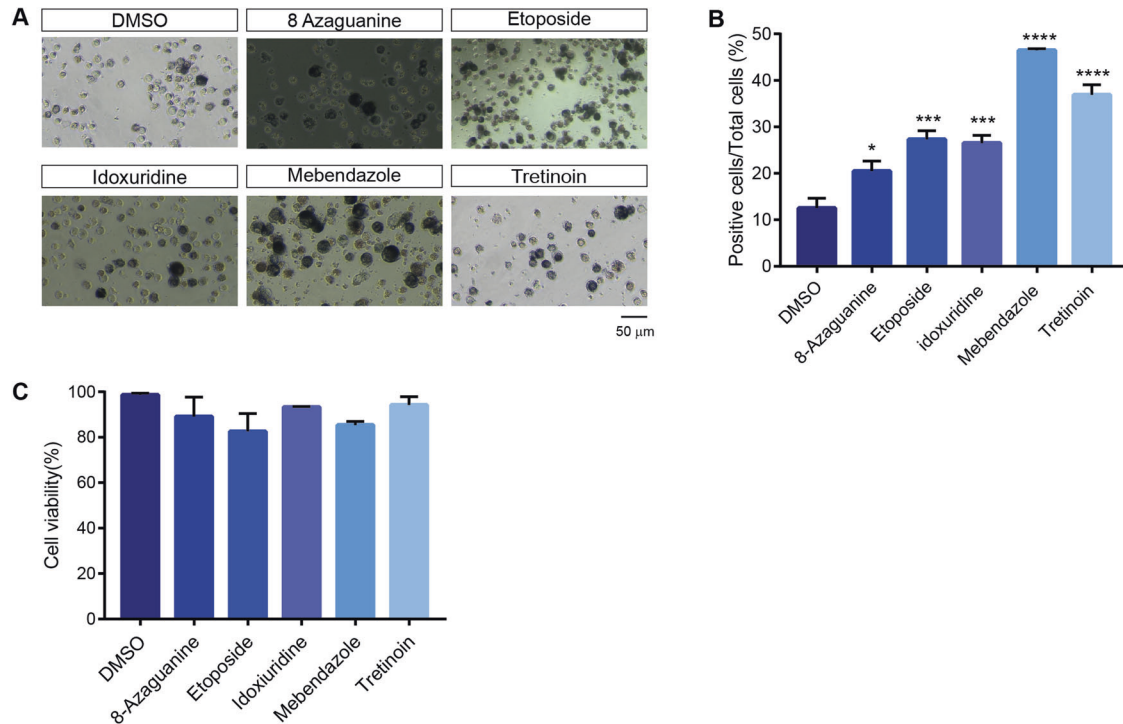 A
DMSO
8 Azaguanine
Etoposide
Idoxuridine
Mebendazole
Tretinoin
50 μm
B
Positive cells/Total cells (%)
50
40
30
20
10
0
*
***
***
****
****
DMSO
8-Azaguanine
Etoposide
idoxuridine
Mebendazole
Tretinoin
C
Cell viability(%)
100
80
60
40
20
0
DMSO
8-Azaguanine
Etoposide
Idoxiuridine
Mebendazole
Tretinoin